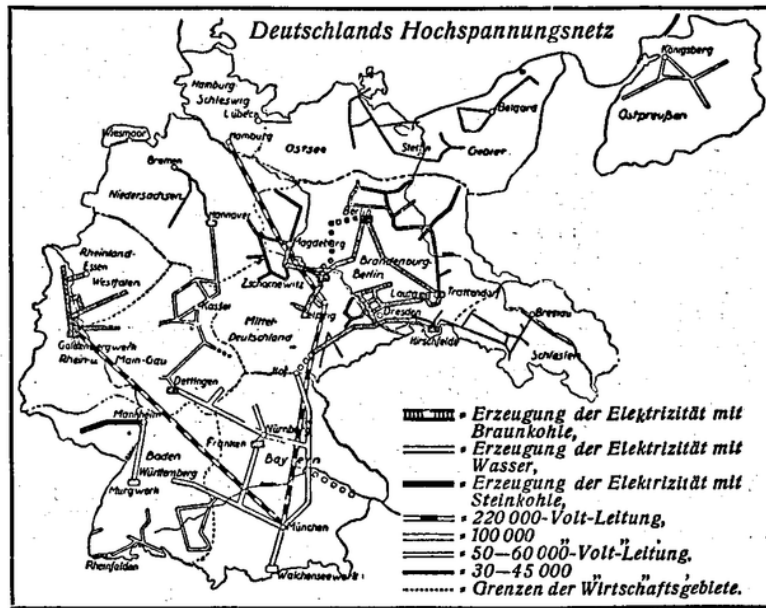 Deutschlands Hochspannungsnetz
Königsberg
Ostpreußen
Hamburg
Schleswig
Lübeck
Belgard
Wiesmoor
Hamburg
Ostsee
Stettin
Gebiet
Bremen
Niedersachsen
Hannover
Berlin
Magdeburg
Brandenburg-
Berlin
Rheinland-
Essen
Westfalen
Zschornewitz
Lauta
Trattendorf
Kassel
Leipzig
Dresden
Breslau
Mittel-
Deutschland
Hirschfelde
Schlesien
Goldenbergwerk
Rhein-u.
Main-Gau
Hof
Dettingen
Mannheim
Nürnberg
Franken
Baden
Bayern
Württemberg
Murgwerk
München
Rheinfelden
Walchenseewerk
= Erzeugung der Elektrizität mit
Braunkohle,
= Erzeugung der Elektrizität mit
Wasser,
= Erzeugung der Elektrizität mit
Steinkohle,
= 220 000-Volt-Leitung,
= 100 000 " "
= 50—60 000-Volt-Leitung,
= 30—45 000 " "
= Grenzen der Wirtschaftsgebiete.